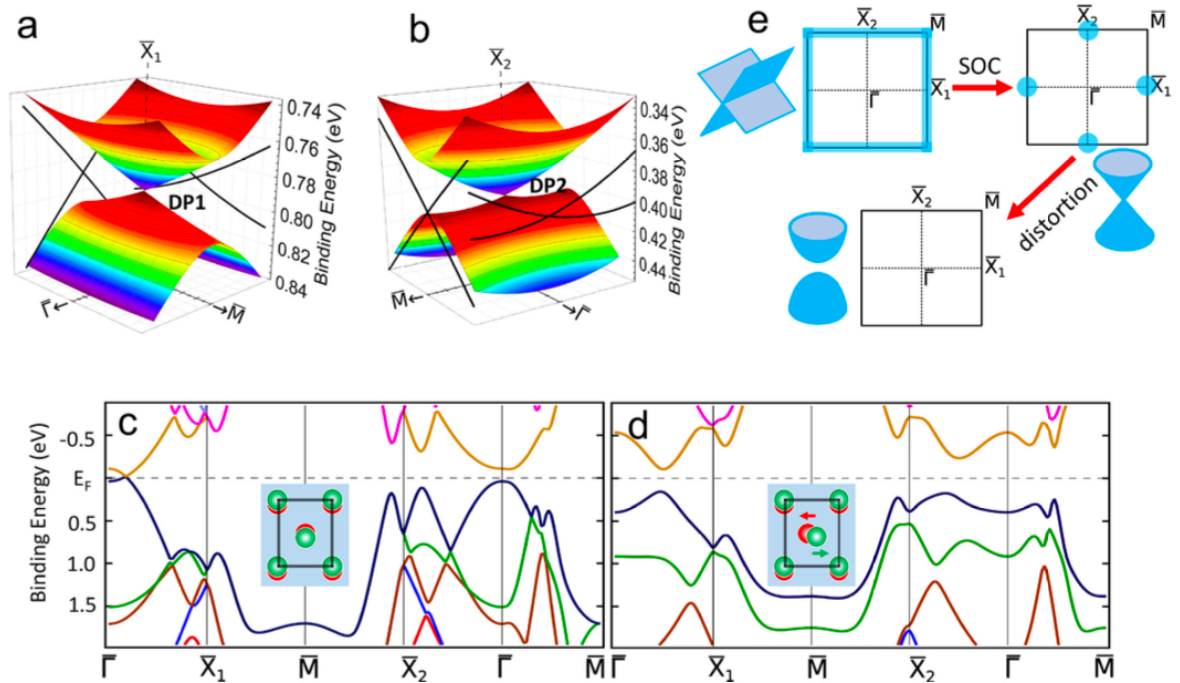 a
X̅₁
0.74
0.76
0.78
0.80
0.82
0.84
Binding Energy (eV)
DP1
Γ̅←
→M̅
b
X̅₂
0.34
0.36
0.38
0.40
0.42
0.44
Binding Energy (eV)
DP2
M̅←
→Γ̅
e
X̅₂
M̅
X̅₁
Γ̅
SOC
X̅₂
M̅
X̅₁
Γ̅
distortion
X̅₂
M̅
X̅₁
Γ̅
c
Binding Energy (eV)
-0.5
E_F
0.5
1.0
1.5
Γ̅ X̅₁ M̅ X̅₂ Γ̅ M̅
d
Γ̅ X̅₁ M̅ X̅₂ Γ̅ M̅